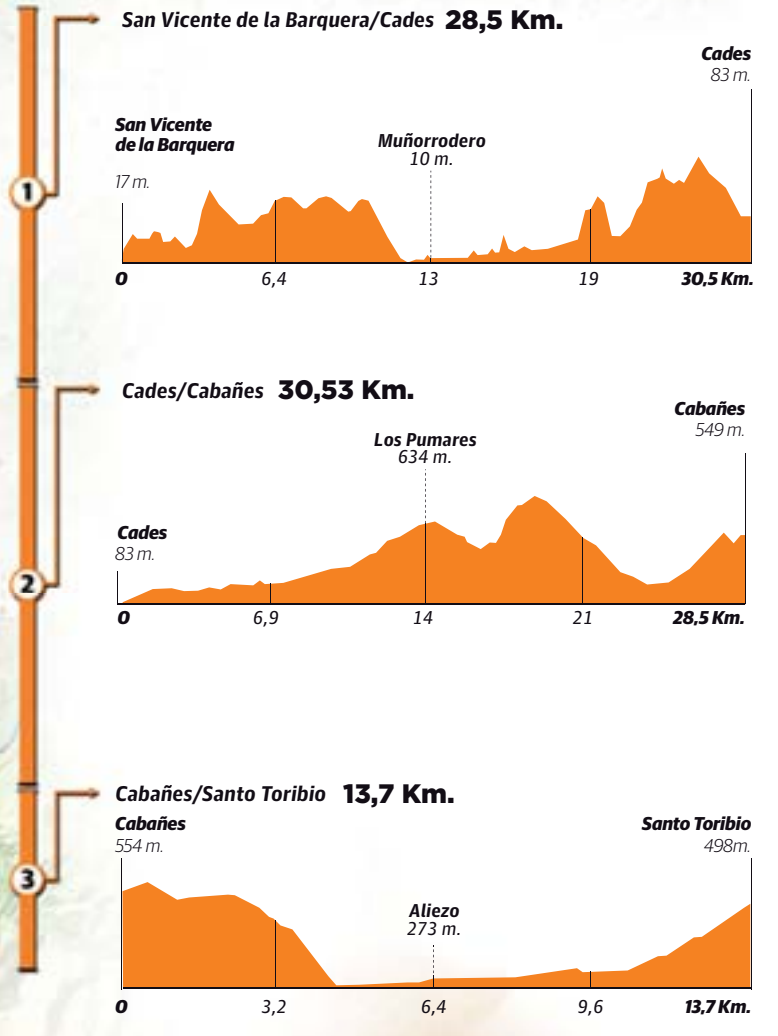 San Vicente de la Barquera/Cades 28,5 Km.
Cades
83 m.
San Vicente
de la Barquera
17 m.
Muñorrodero
10 m.
1
0 6,4 13 19 30,5 Km.
Cades/Cabañes 30,53 Km.
Cabañes
549 m.
Los Pumares
634 m.
Cades
83 m.
2
0 6,9 14 21 28,5 Km.
Cabañes/Santo Toribio 13,7 Km.
Cabañes
554 m.
Santo Toribio
498m.
3
Aliezo
273 m.
0 3,2 6,4 9,6 13,7 Km.